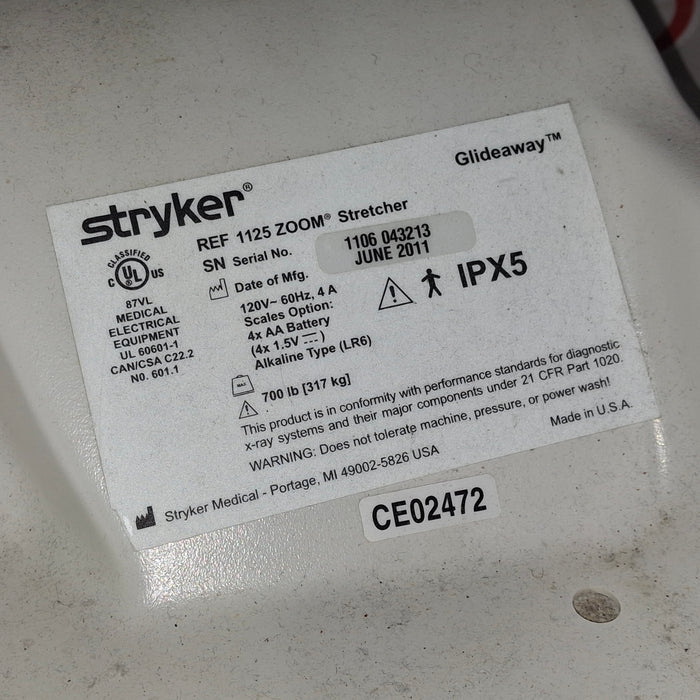 stryker®
Glideaway™
REF 1125 ZOOM® Stretcher
SN Serial No. 1106 043213
Date of Mfg. JUNE 2011
CLASSIFIED
C UL US
87VL
MEDICAL
ELECTRICAL
EQUIPMENT
UL 60601-1
CAN/CSA C22.2
N0. 601.1
120V~ 60Hz, 4 A
Scales Option:
4x AA Battery
(4x 1.5V ⎓)
Alkaline Type (LR6)
IPX5
MAX
700 lb [317 kg]
This product is in conformity with performance standards for diagnostic
x-ray systems and their major components under 21 CFR Part 1020.
WARNING: Does not tolerate machine, pressure, or power wash!
Made in U.S.A.
Stryker Medical - Portage, MI 49002-5826 USA
CE02472